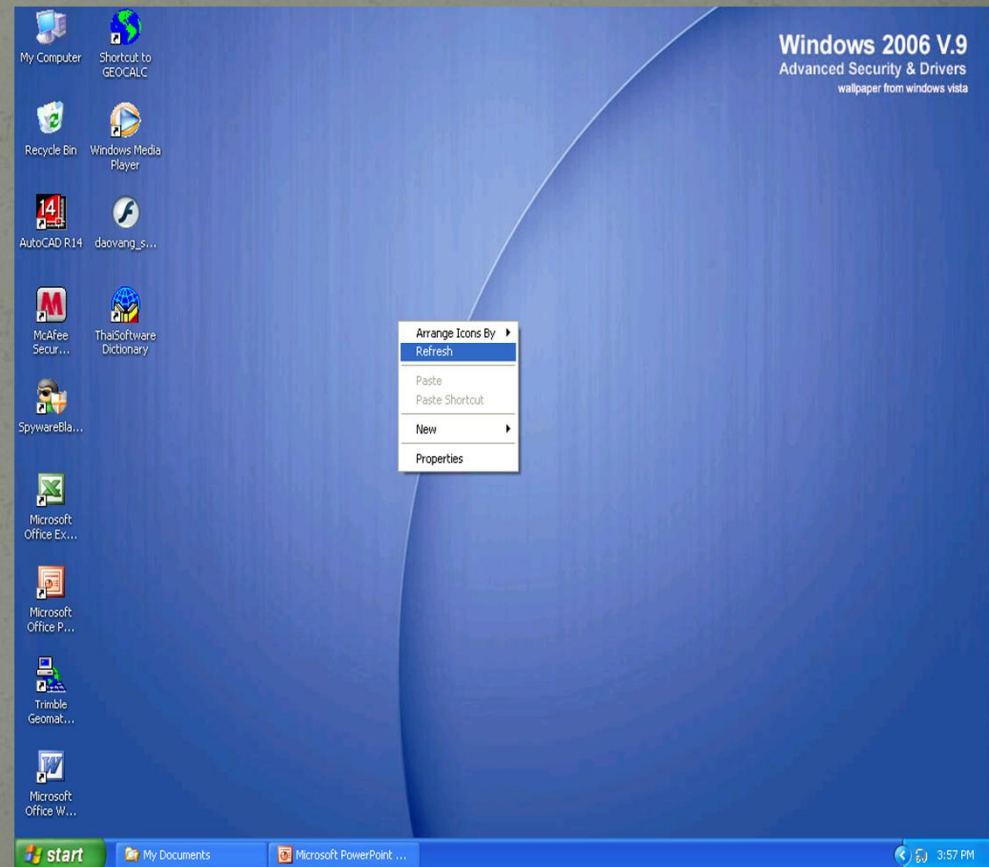 My Computer
Shortcut to
GEOCALC
Recycle Bin
Windows Media
Player
14
AutoCAD R14
daovang_s...
McAfee
Secur...
ThaiSoftware
Dictionary
SpywareBla...
Microsoft
Office Ex...
Microsoft
Office P...
Trimble
Geomat...
Microsoft
Office W...
Windows 2006 V.9
Advanced Security & Drivers
wallpaper from windows vista
Arrange Icons By
Refresh
Paste
Paste Shortcut
New
Properties
start
My Documents
Microsoft PowerPoint ...
3:57 PM